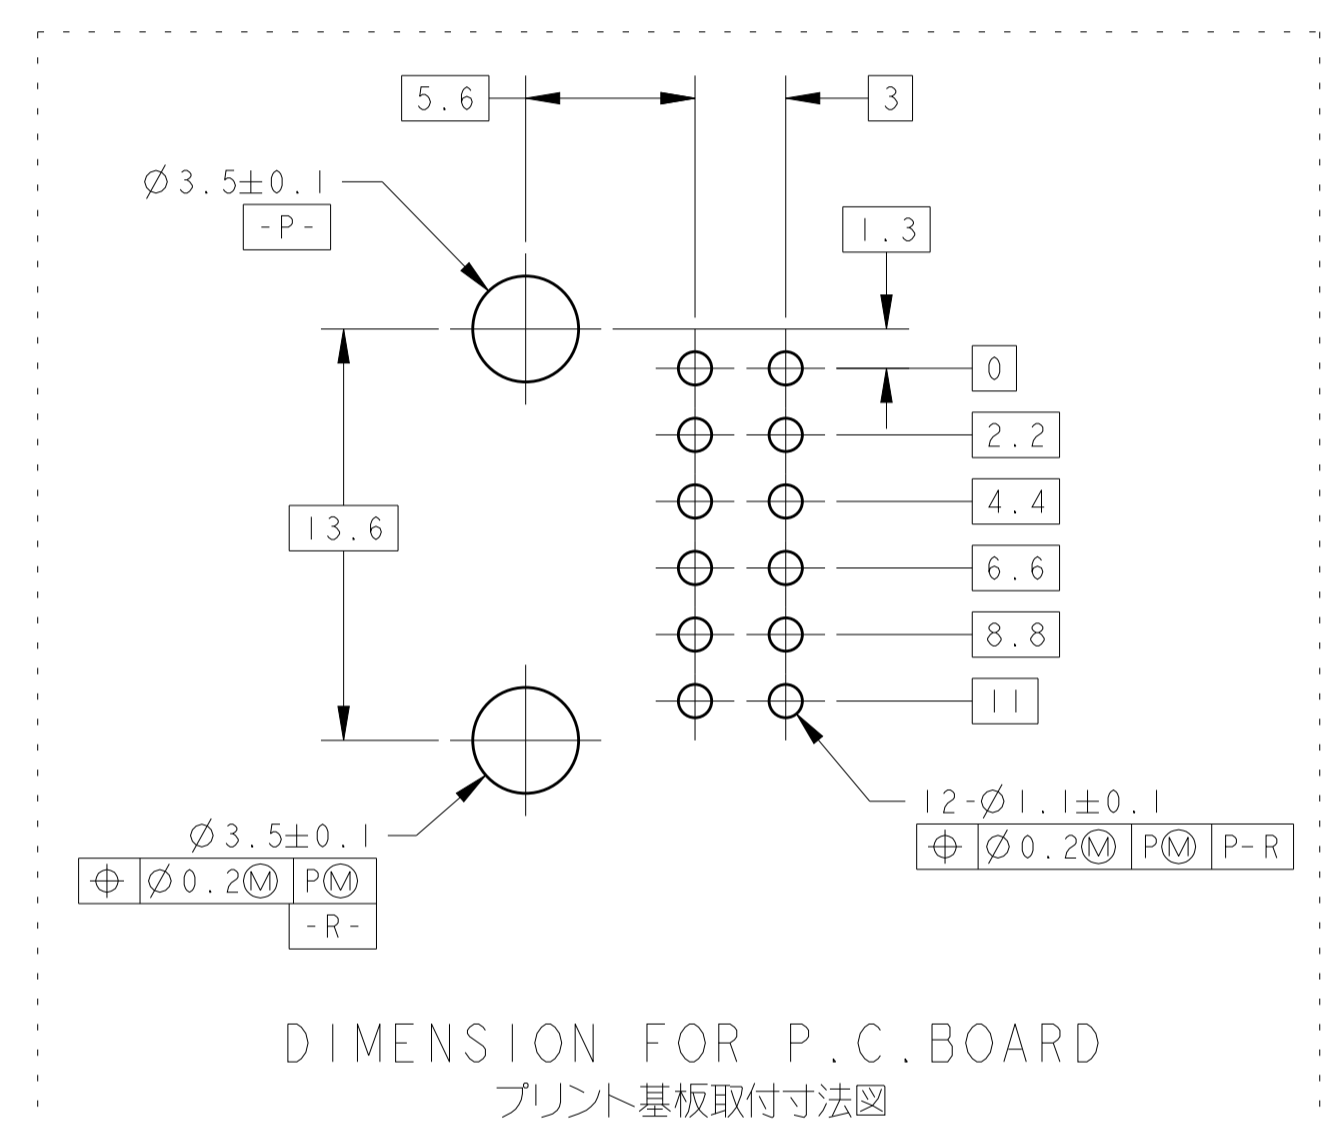 5.6
3
Ø3.5±0.1
-P-
1.3
0
2.2
4.4
13.6
6.6
8.8
11
12-Ø1.1±0.1
⌖ Ø0.2Ⓜ PⓂ P-R
Ø3.5±0.1
⌖ Ø0.2Ⓜ PⓂ
-R-
DIMENSION FOR P.C.BOARD
プリント基板取付寸法図